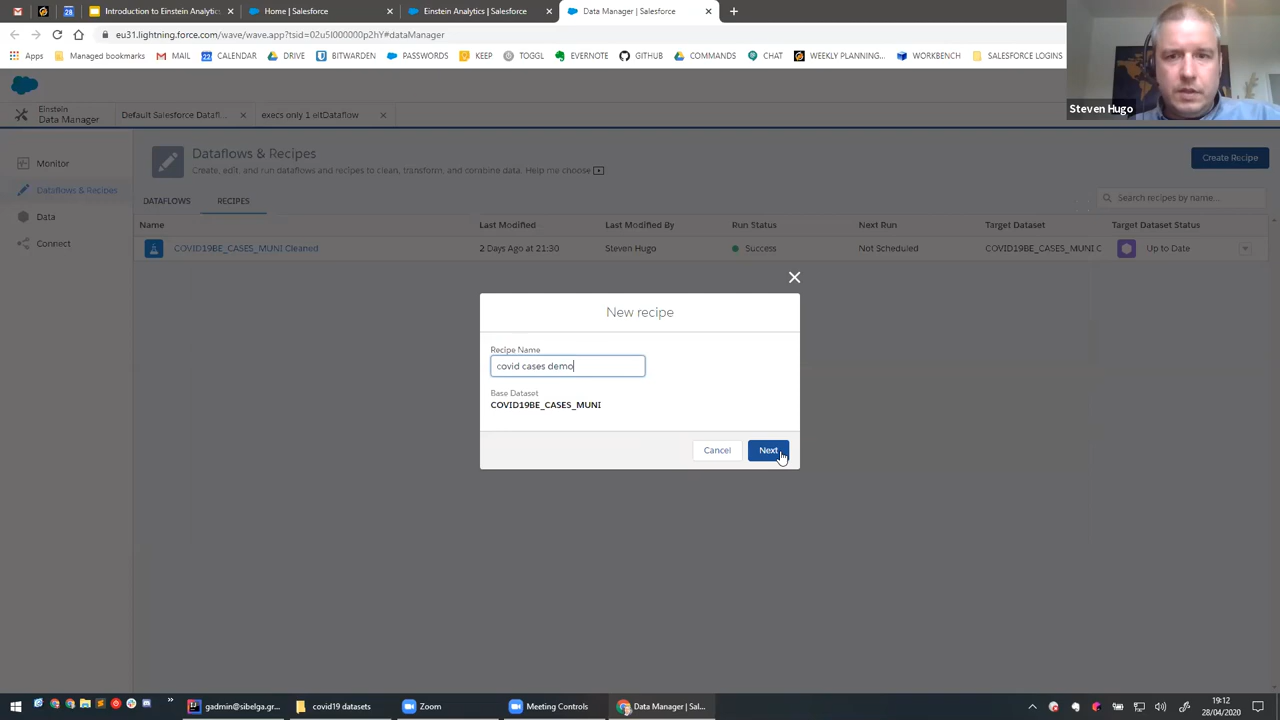 Introduction to Einstein Analytics
Home | Salesforce
Einstein Analytics | Salesforce
Data Manager | Salesforce
eu31.lightning.force.com/wave/wave.app?tsid=02u5I000000p2hY#dataManager
Apps
Managed bookmarks
MAIL
CALENDAR
DRIVE
BITWARDEN
PASSWORDS
KEEP
TOGGL
EVERNOTE
GITHUB
COMMANDS
CHAT
WEEKLY PLANNING...
WORKBENCH
SALESFORCE LOGINS
Steven Hugo
Einstein
Data Manager
Default Salesforce Datafl...
execs only 1 eltDataflow
Monitor
Dataflows & Recipes
Data
Connect
Dataflows & Recipes
Create, edit, and run dataflows and recipes to clean, transform, and combine data. Help me choose
Create Recipe
DATAFLOWS
RECIPES
Search recipes by name...
Name
Last Modified
Last Modified By
Run Status
Next Run
Target Dataset
Target Dataset Status
COVID19BE_CASES_MUNI Cleaned
2 Days Ago at 21:30
Steven Hugo
Success
Not Scheduled
COVID19BE_CASES_MUNI C
Up to Date
New recipe
Recipe Name
covid cases demo
Base Dataset
COVID19BE_CASES_MUNI
Cancel
Next
gadmin@sibelga.gr...
covid19 datasets
Zoom
Meeting Controls
Data Manager | Sal...
19:12
28/04/2020